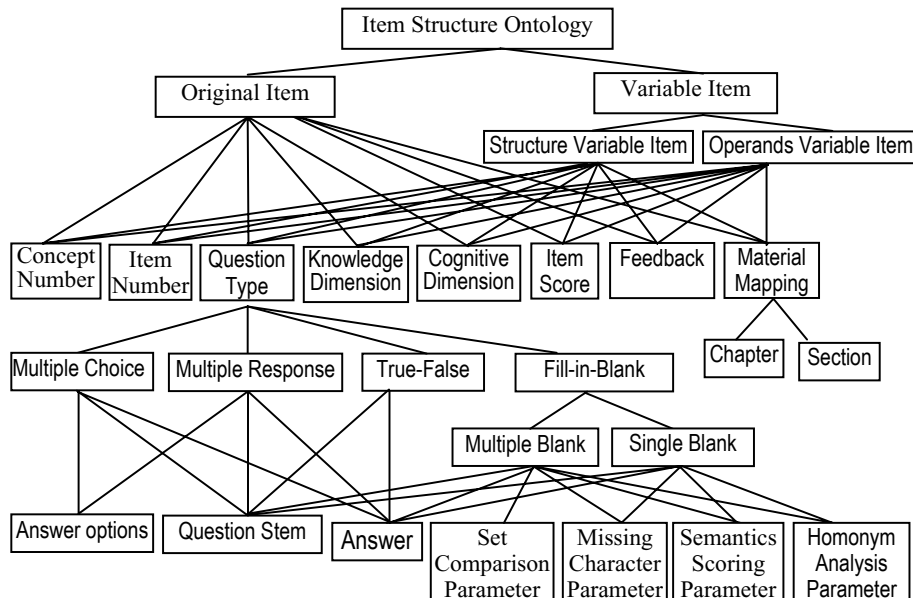 Item Structure Ontology
Original Item
Variable Item
Structure Variable Item
Operands Variable Item
Concept
Number
Item
Number
Question
Type
Knowledge
Dimension
Cognitive
Dimension
Item
Score
Feedback
Material
Mapping
Chapter
Section
Multiple Choice
Multiple Response
True-False
Fill-in-Blank
Multiple Blank
Single Blank
Answer options
Question Stem
Answer
Set
Comparison
Parameter
Missing
Character
Parameter
Semantics
Scoring
Parameter
Homonym
Analysis
Parameter